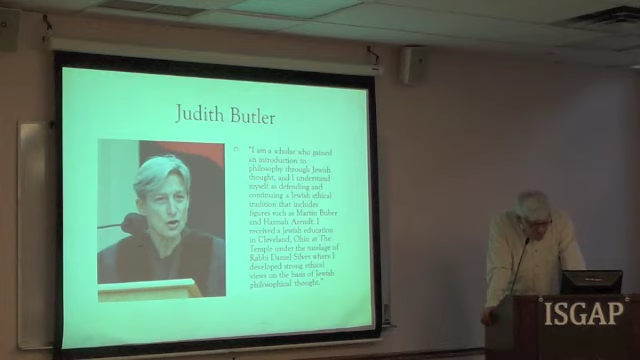 Judith Butler
"I am a scholar who gained
an introduction to
philosophy through Jewish
thought, and I understand
myself as defending and
continuing a Jewish ethical
tradition that includes
figures such as Martin Buber
and Hannah Arendt. I
received a Jewish education
in Cleveland, Ohio at The
Temple under the tutelage of
Rabbi Daniel Silver where I
developed strong ethical
views on the basis of Jewish
philosophical thought."
ISGAP